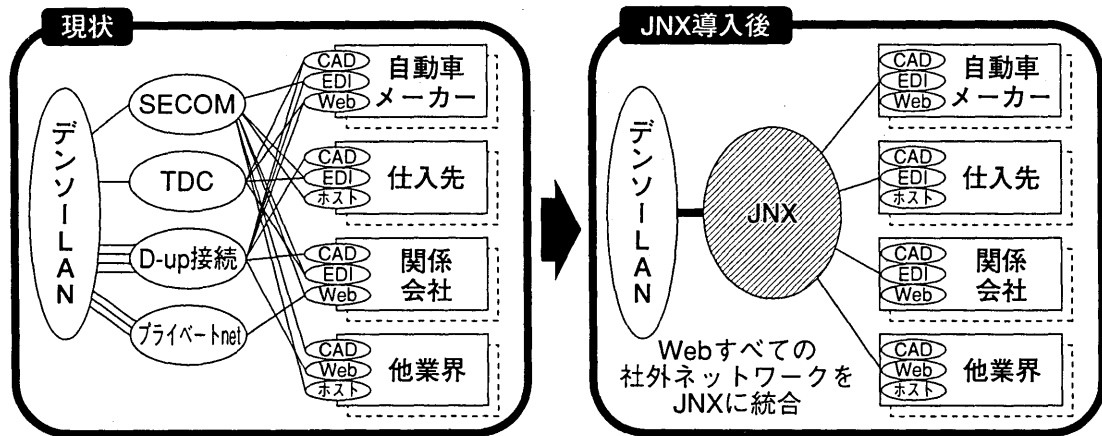 現状
デンソーLAN
SECOM
TDC
D-up接続
プライベートnet
CAD
EDI
Web
自動車
メーカー
CAD
EDI
ホスト
仕入先
CAD
EDI
Web
関係
会社
CAD
Web
ホスト
他業界
JNX導入後
デンソーLAN
JNX
Webすべての
社外ネットワークを
JNXに統合
CAD
EDI
Web
自動車
メーカー
CAD
EDI
ホスト
仕入先
CAD
EDI
Web
関係
会社
CAD
Web
ホスト
他業界